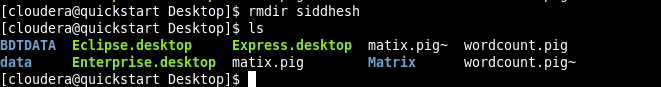 [cloudera@quickstart Desktop]$ rmdir siddhesh
[cloudera@quickstart Desktop]$ ls
BDTDATA  Eclipse.desktop     Express.desktop  matix.pig~  wordcount.pig
data     Enterprise.desktop  matix.pig        Matrix      wordcount.pig~
[cloudera@quickstart Desktop]$